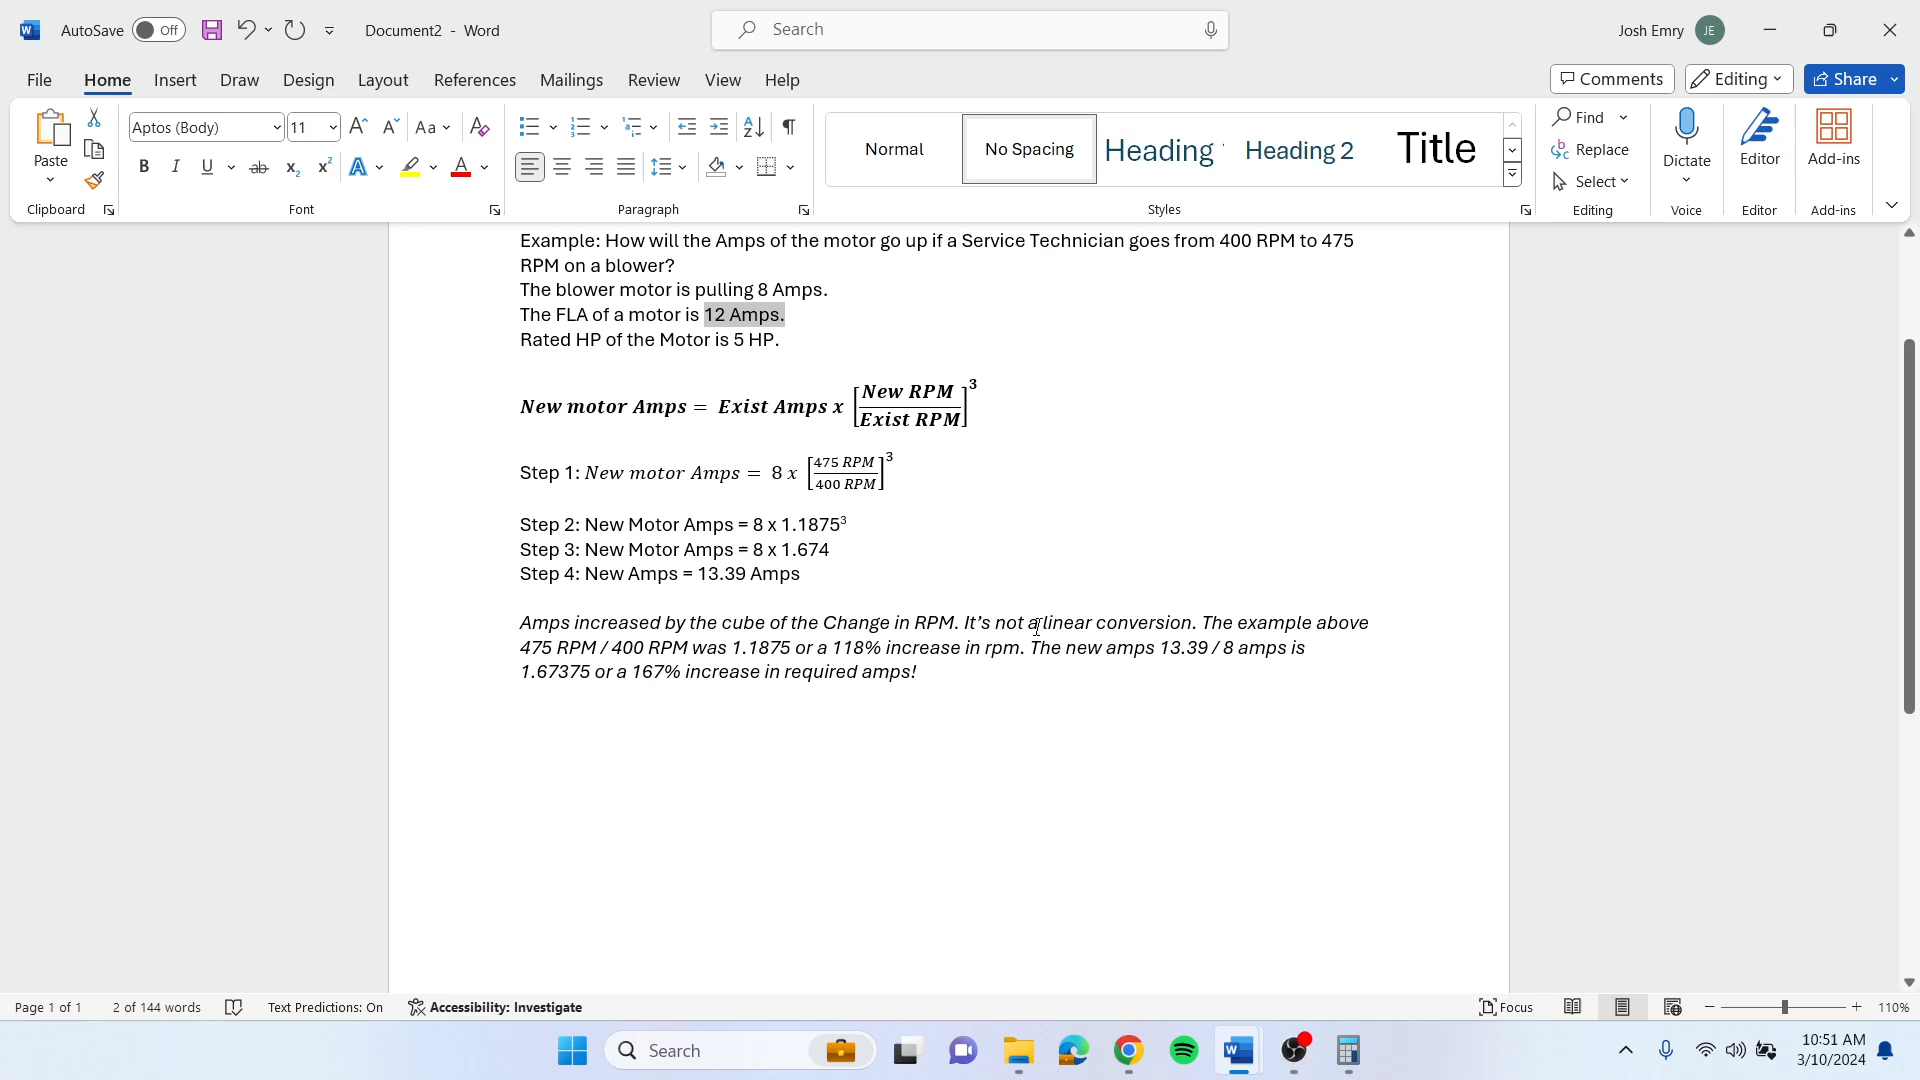 AutoSave Off Document2 - Word Search Josh Emry JE
File Home Insert Draw Design Layout References Mailings Review View Help Comments Editing Share
Paste Aptos (Body) 11 Normal No Spacing Heading Heading 2 Title Find Replace Select Dictate Editor Add-ins
Clipboard Font Paragraph Styles Editing Voice Editor Add-ins
Example: How will the Amps of the motor go up if a Service Technician goes from 400 RPM to 475
RPM on a blower?
The blower motor is pulling 8 Amps.
The FLA of a motor is 12 Amps.
Rated HP of the Motor is 5 HP.
New motor Amps = Exist Amps x [New RPM / Exist RPM]³
Step 1: New motor Amps = 8 x [475 RPM / 400 RPM]³
Step 2: New Motor Amps = 8 x 1.1875³
Step 3: New Motor Amps = 8 x 1.674
Step 4: New Amps = 13.39 Amps
Amps increased by the cube of the Change in RPM. It’s not a linear conversion. The example above
475 RPM / 400 RPM was 1.1875 or a 118% increase in rpm. The new amps 13.39 / 8 amps is
1.67375 or a 167% increase in required amps!
Page 1 of 1 2 of 144 words Text Predictions: On Accessibility: Investigate Focus 110%
Search 10:51 AM
3/10/2024